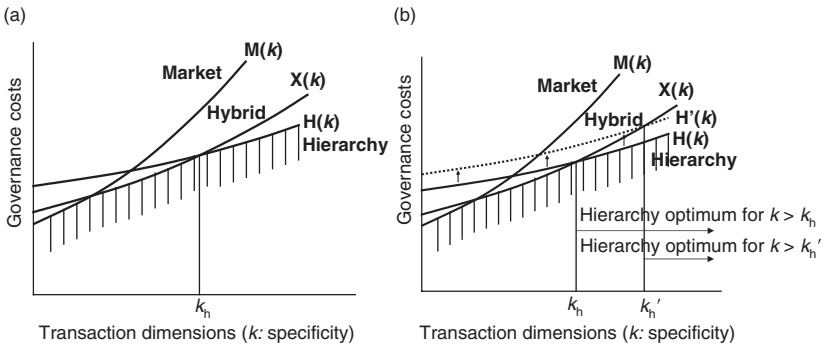 (a)
M(k)
Market
X(k)
Hybrid
H(k)
Hierarchy
Governance costs
kh
Transaction dimensions (k: specificity)
(b)
M(k)
Market
X(k)
Hybrid
H'(k)
H(k)
Hierarchy
Governance costs
Hierarchy optimum for k > kh
Hierarchy optimum for k > kh'
kh
kh'
Transaction dimensions (k: specificity)